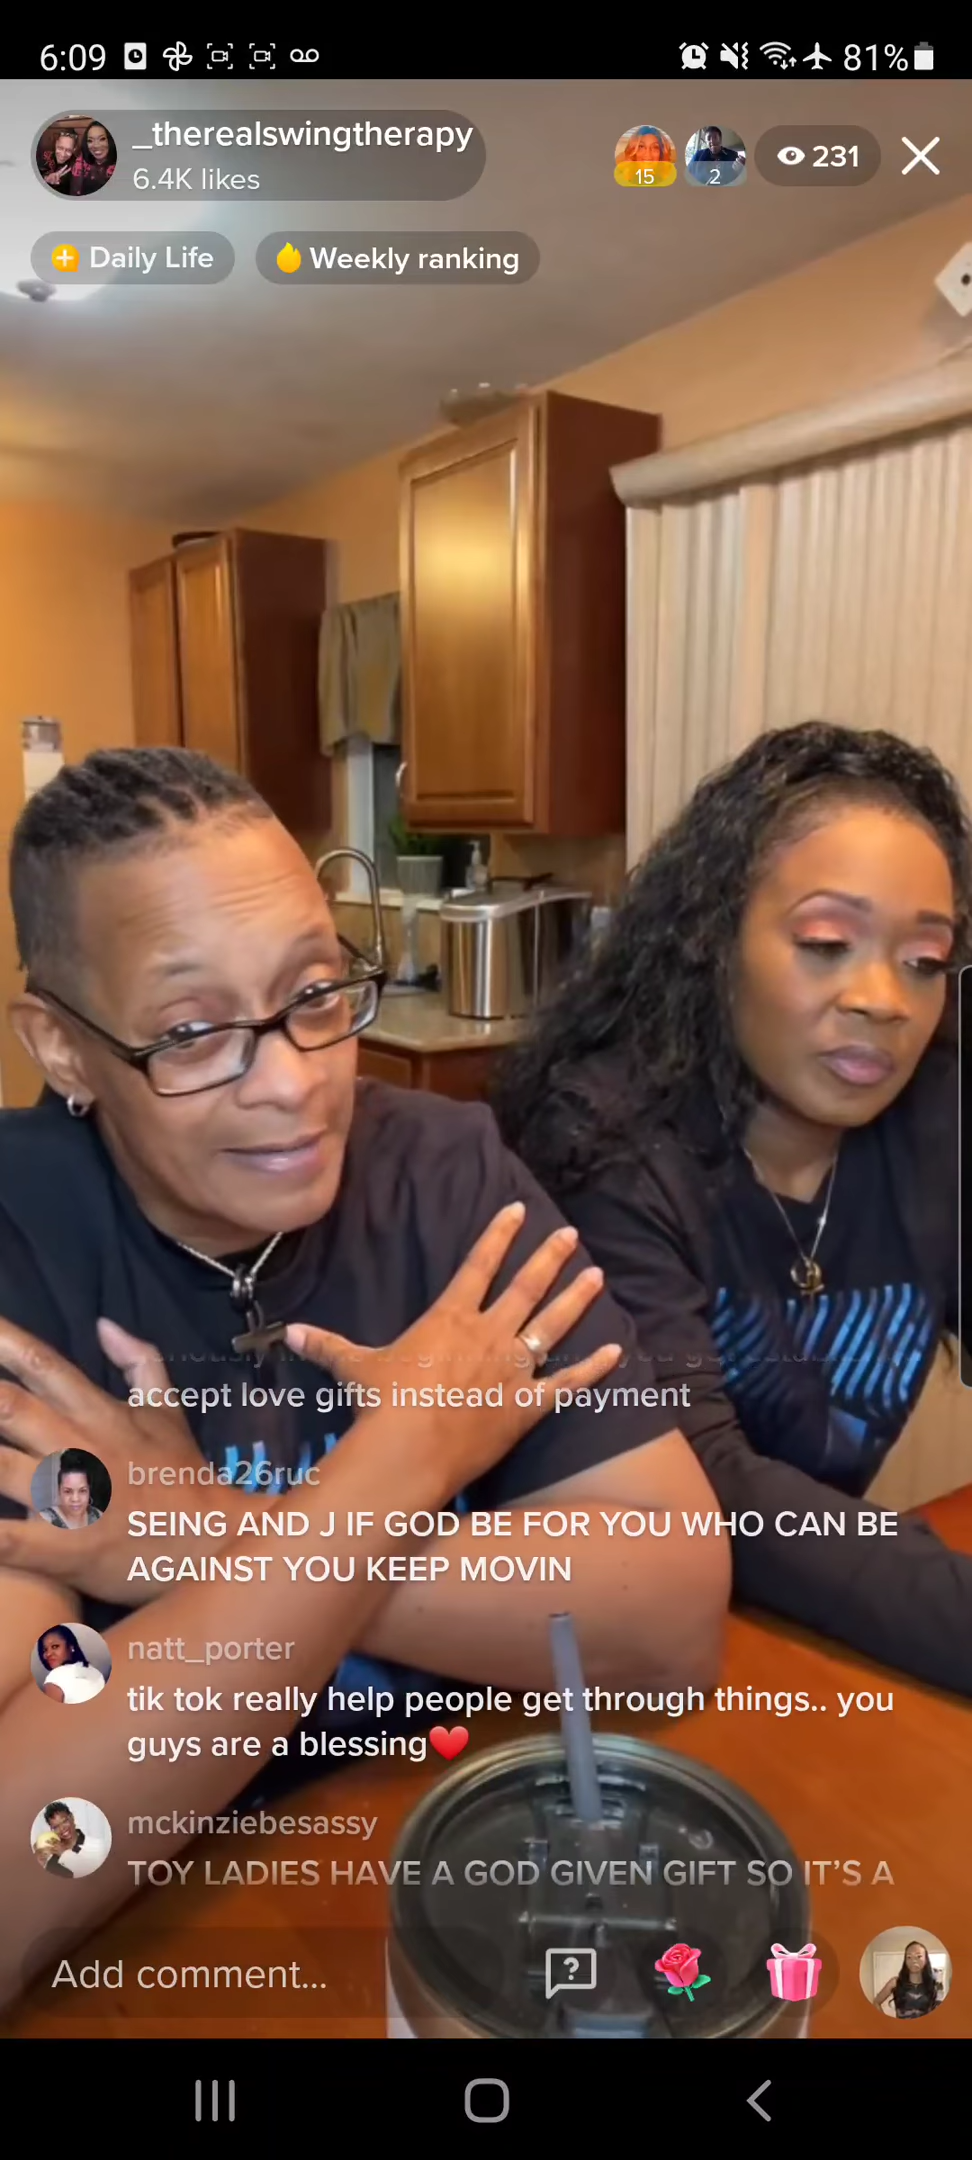 6:09
81%
_therealswingtherapy
6.4K likes
15
2
231
Daily Life
Weekly ranking
accept love gifts instead of payment
brenda26ruc
SEING AND J IF GOD BE FOR YOU WHO CAN BE
AGAINST YOU KEEP MOVIN
natt_porter
tik tok really help people get through things.. you
guys are a blessing❤️
mckinziebesassy
TOY LADIES HAVE A GOD GIVEN GIFT SO IT'S A
Add comment...